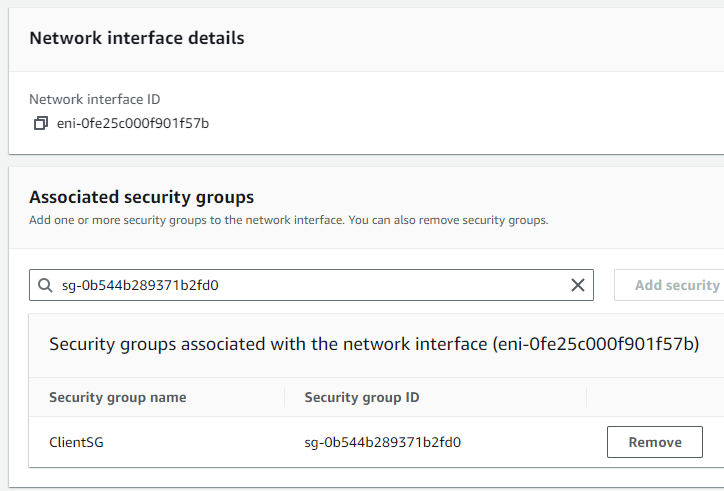 Network interface details
Network interface ID
eni-0fe25c000f901f57b
Associated security groups
Add one or more security groups to the network interface. You can also remove security groups.
sg-0b544b289371b2fd0
Add security
Security groups associated with the network interface (eni-0fe25c000f901f57b)
Security group name Security group ID
ClientSG sg-0b544b289371b2fd0 Remove